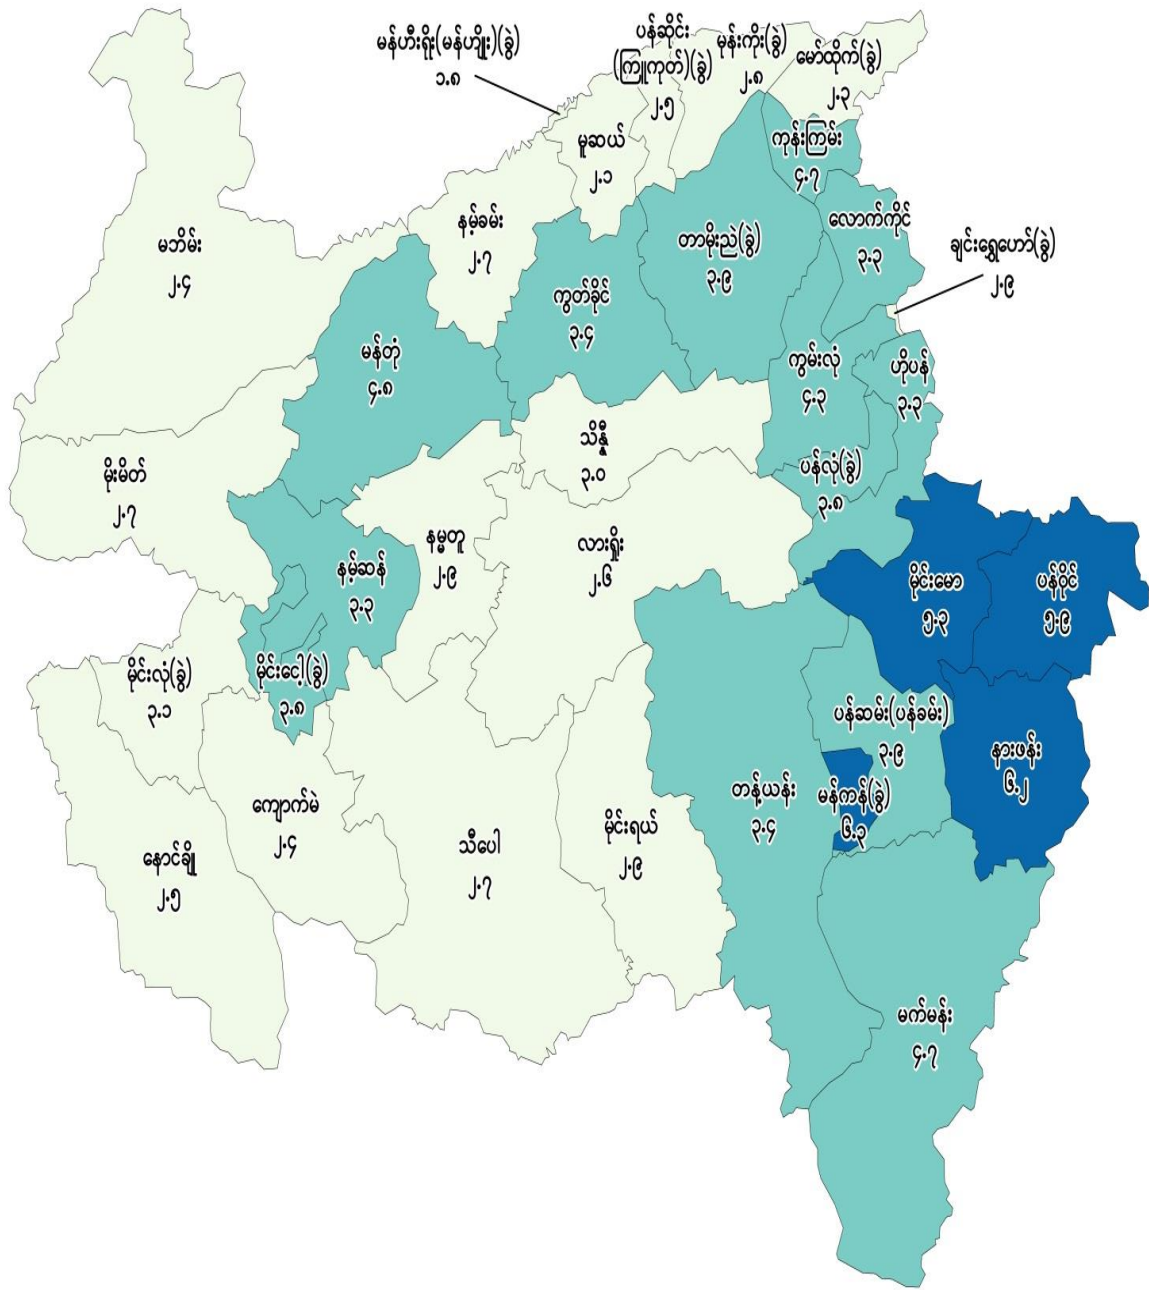 မန်ဟီးရိုး(မန်ဟျိုး)(ခွဲ)
၁.၈
ပန်ဆိုင်း
(ကြူကုတ်)(ခွဲ)
၂.၅
မုန်းကိုး(ခွဲ)
၂.၈
မော်ထိုက်(ခွဲ)
၂.၃
မူဆယ်
၂.၁
ကုန်းကြမ်း
၄.၇
မဘိမ်း
၂.၄
နမ့်ခမ်း
၂.၇
တာမိုးညဲ(ခွဲ)
၃.၉
လောက်ကိုင်
၃.၃
ချင်းရွှေဟော်(ခွဲ)
၂.၉
ကွတ်ခိုင်
၃.၄
မန်တုံ
၄.၈
ကွမ်းလုံ
၄.၃
ဟိုပန်
၃.၃
သိန္နီ
၃.၀
မိုးမိတ်
၂.၇
ပန်လုံ(ခွဲ)
၃.၈
နမ္မတူ
၂.၉
လားရှိုး
၂.၆
နမ့်ဆန်
၃.၃
မိုင်းမော
၅.၃
ပန်ဝိုင်
၅.၉
မိုင်းလုံ(ခွဲ)
၃.၁
မိုင်းငေါ့(ခွဲ)
၃.၈
ပန်ဆမ်း(ပန်ခမ်း)
၃.၉
နားဖန်း
၆.၂
ကျောက်မဲ
၂.၄
တန့်ယန်း
၃.၄
မန်ကန်(ခွဲ)
၆.၃
နောင်ချို
၂.၅
သီပေါ
၂.၇
မိုင်းရယ်
၂.၉
မက်မန်း
၄.၇